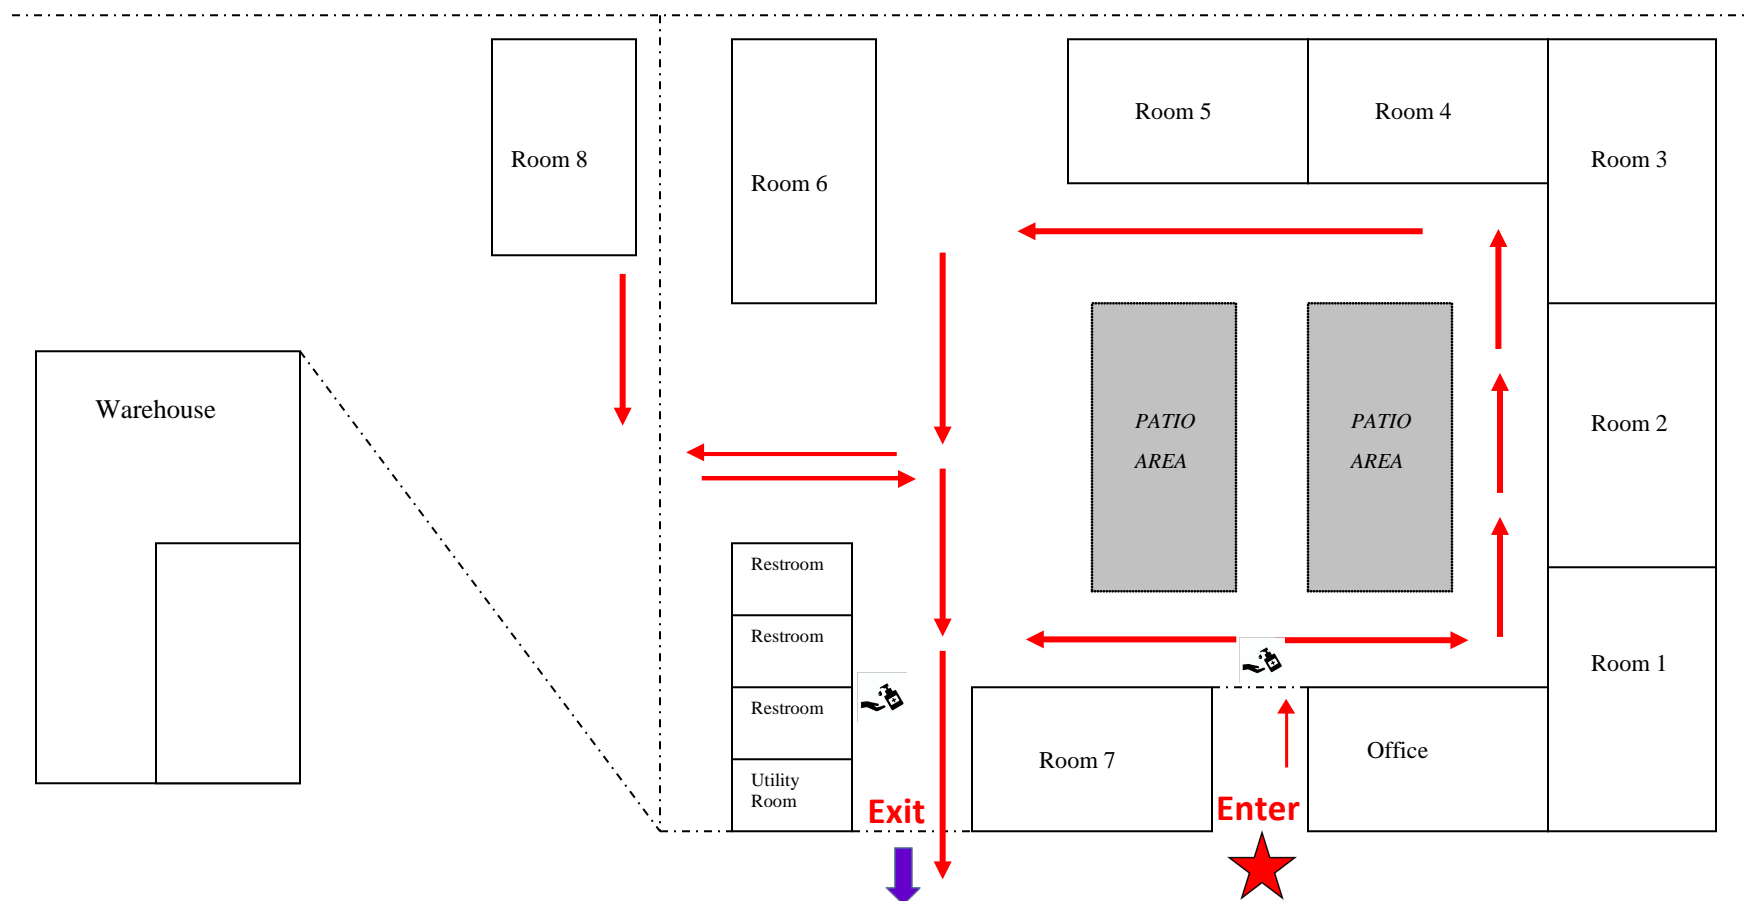 Room 5
Room 4
Room 8
Room 6
Room 3
Warehouse
PATIO
AREA
PATIO
AREA
Room 2
Restroom
Restroom
Restroom
Utility
Room
Exit
Room 7
Enter
Office
Room 1